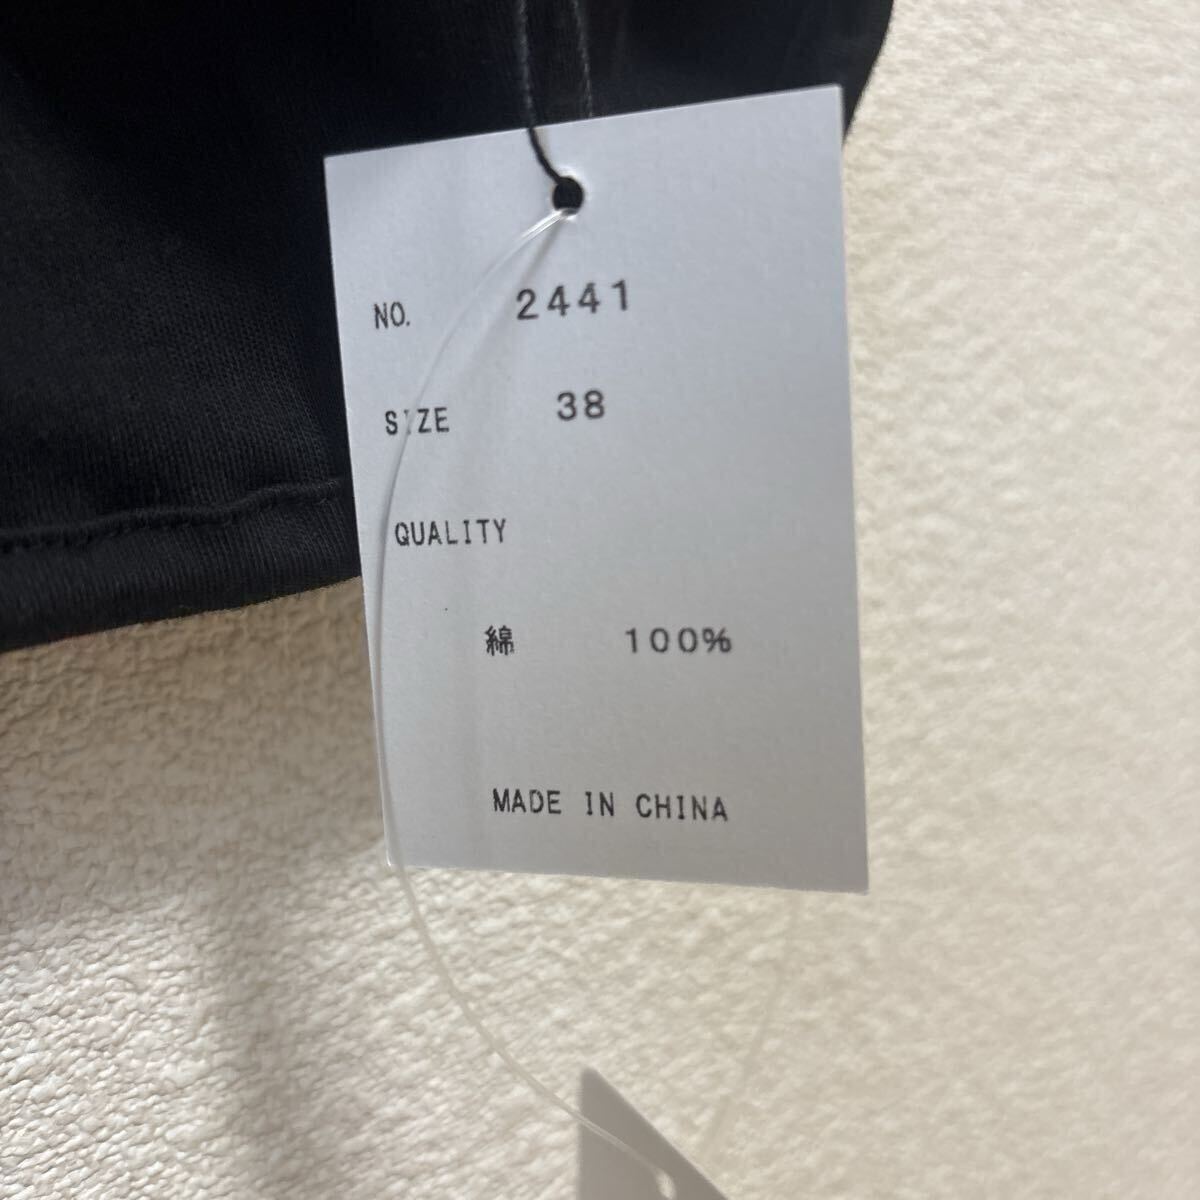 NO. 2441
SIZE 38
QUALITY
綿 100%
MADE IN CHINA